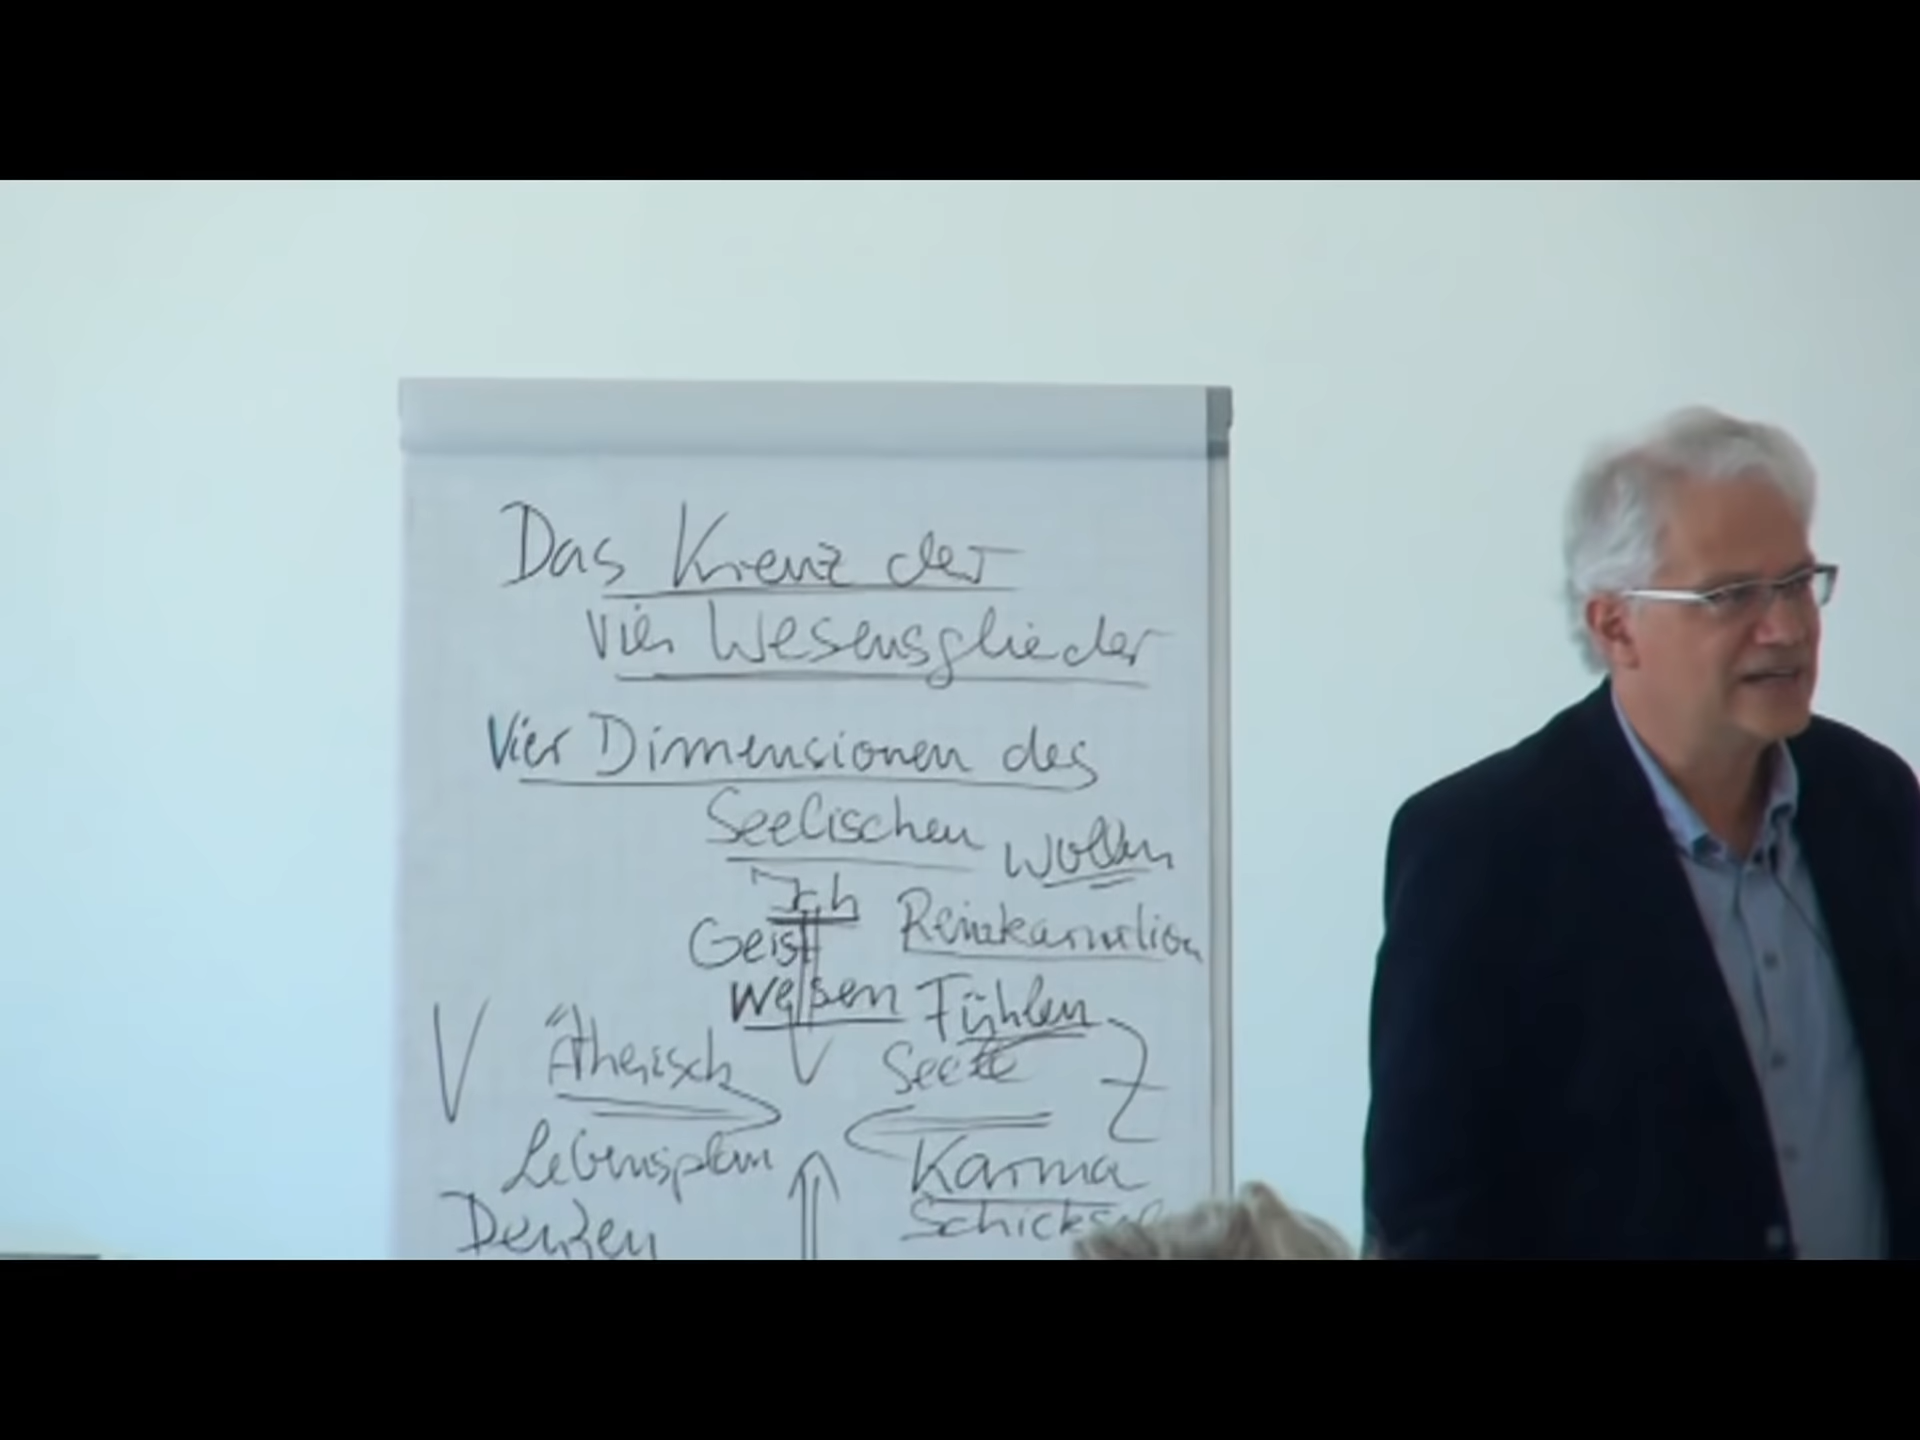 Das Kreuz der
vier Wesensglieder
Vier Dimensionen des
Seelischen
Wollen
Ich
Geist
Reinkarnation
Wesen
Fühlen
V
Ätherisch
Seele
Z
Lebensplan
Karma
Denken
Schicksal